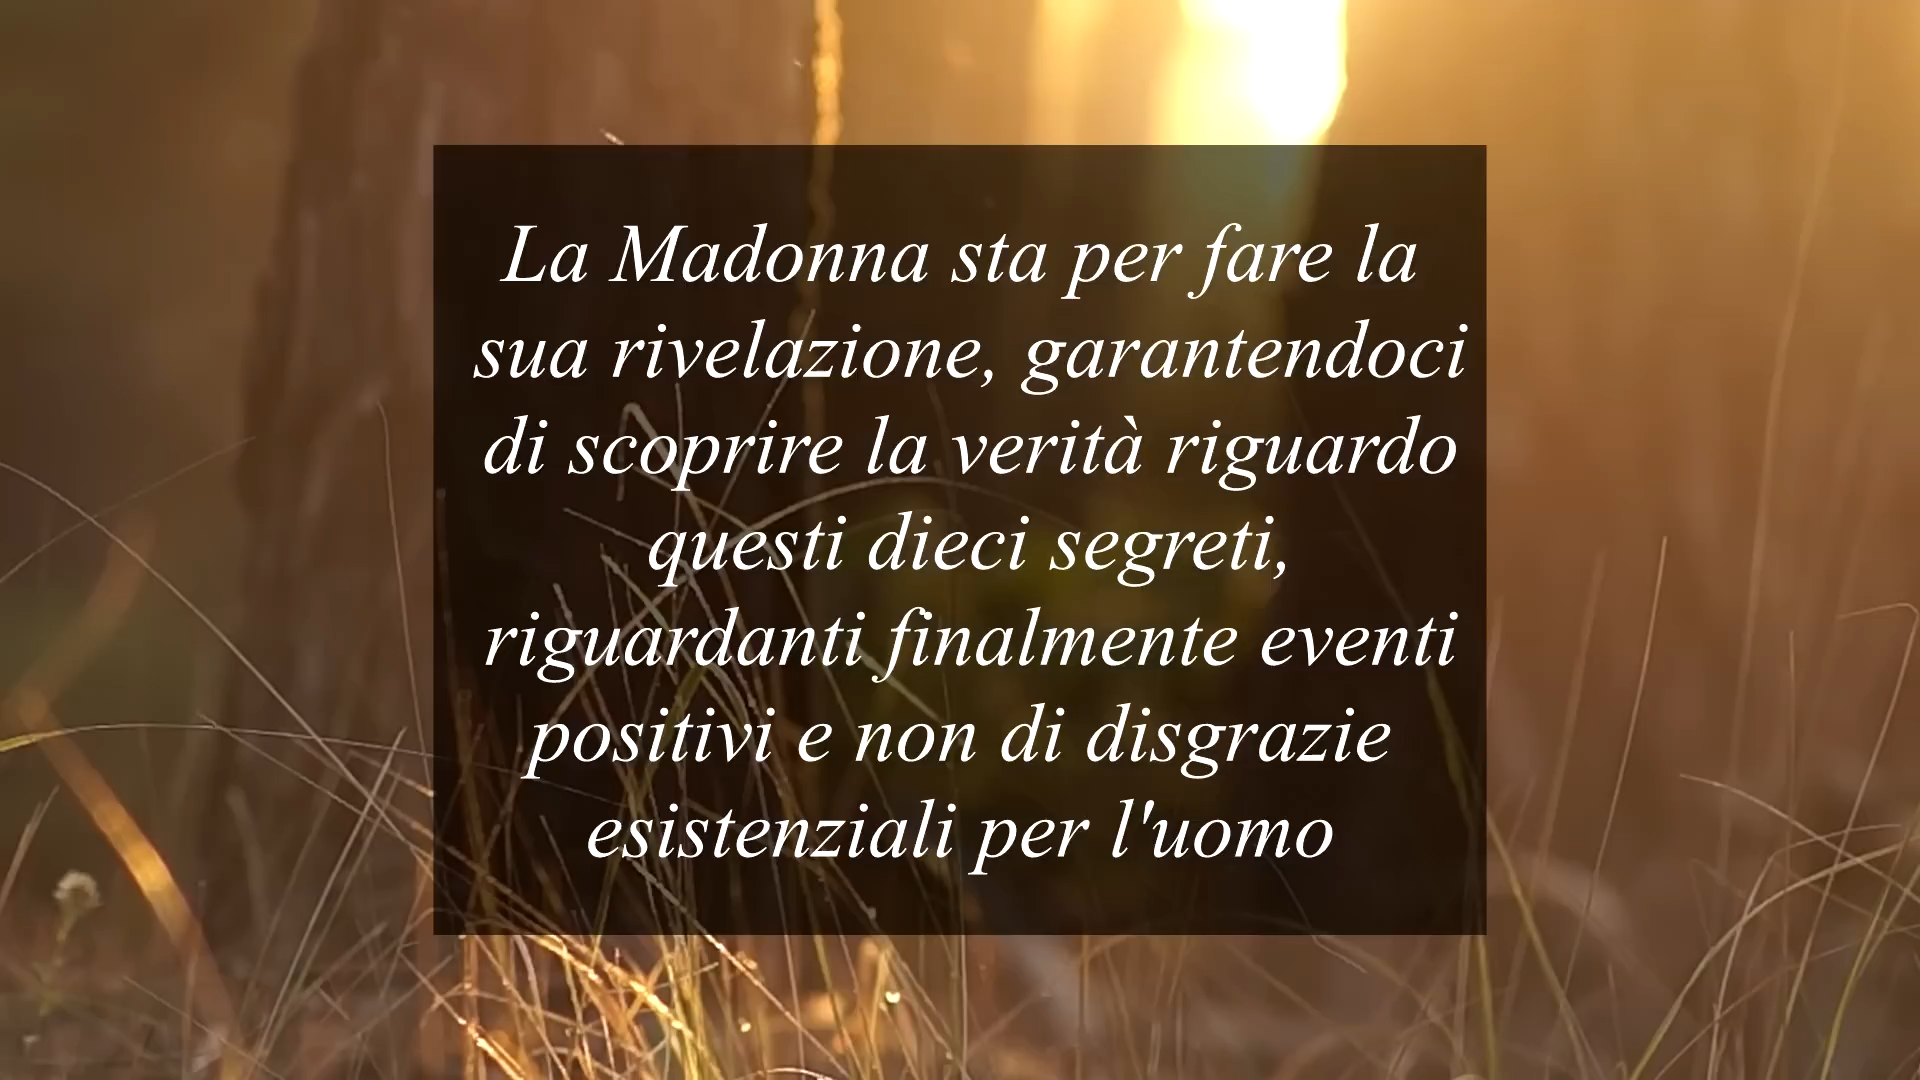 La Madonna sta per fare la
sua rivelazione, garantendoci
di scoprire la verità riguardo
questi dieci segreti,
riguardanti finalmente eventi
positivi e non di disgrazie
esistenziali per l'uomo